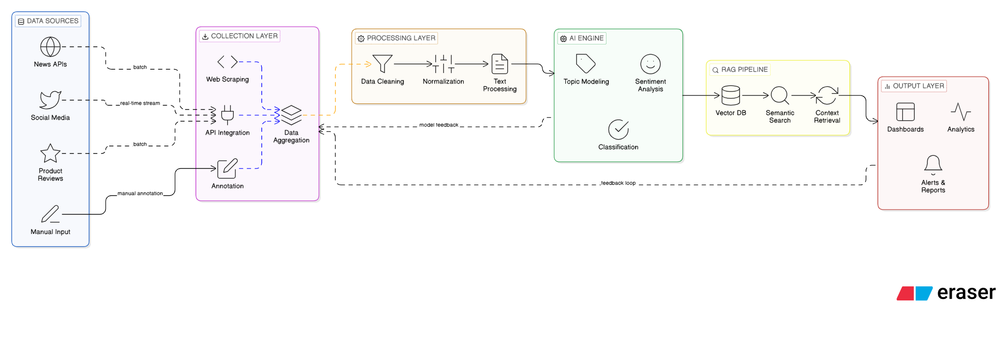 DATA SOURCES
News APIs
Social Media
Product
Reviews
Manual Input
batch
real-time stream
batch
manual annotation
COLLECTION LAYER
Web Scraping
API Integration
Annotation
Data
Aggregation
PROCESSING LAYER
Data Cleaning
Normalization
Text
Processing
model feedback
feedback loop
AI ENGINE
Topic Modeling
Sentiment
Analysis
Classification
RAG PIPELINE
Vector DB
Semantic
Search
Context
Retrieval
OUTPUT LAYER
Dashboards
Analytics
Alerts &
Reports
eraser